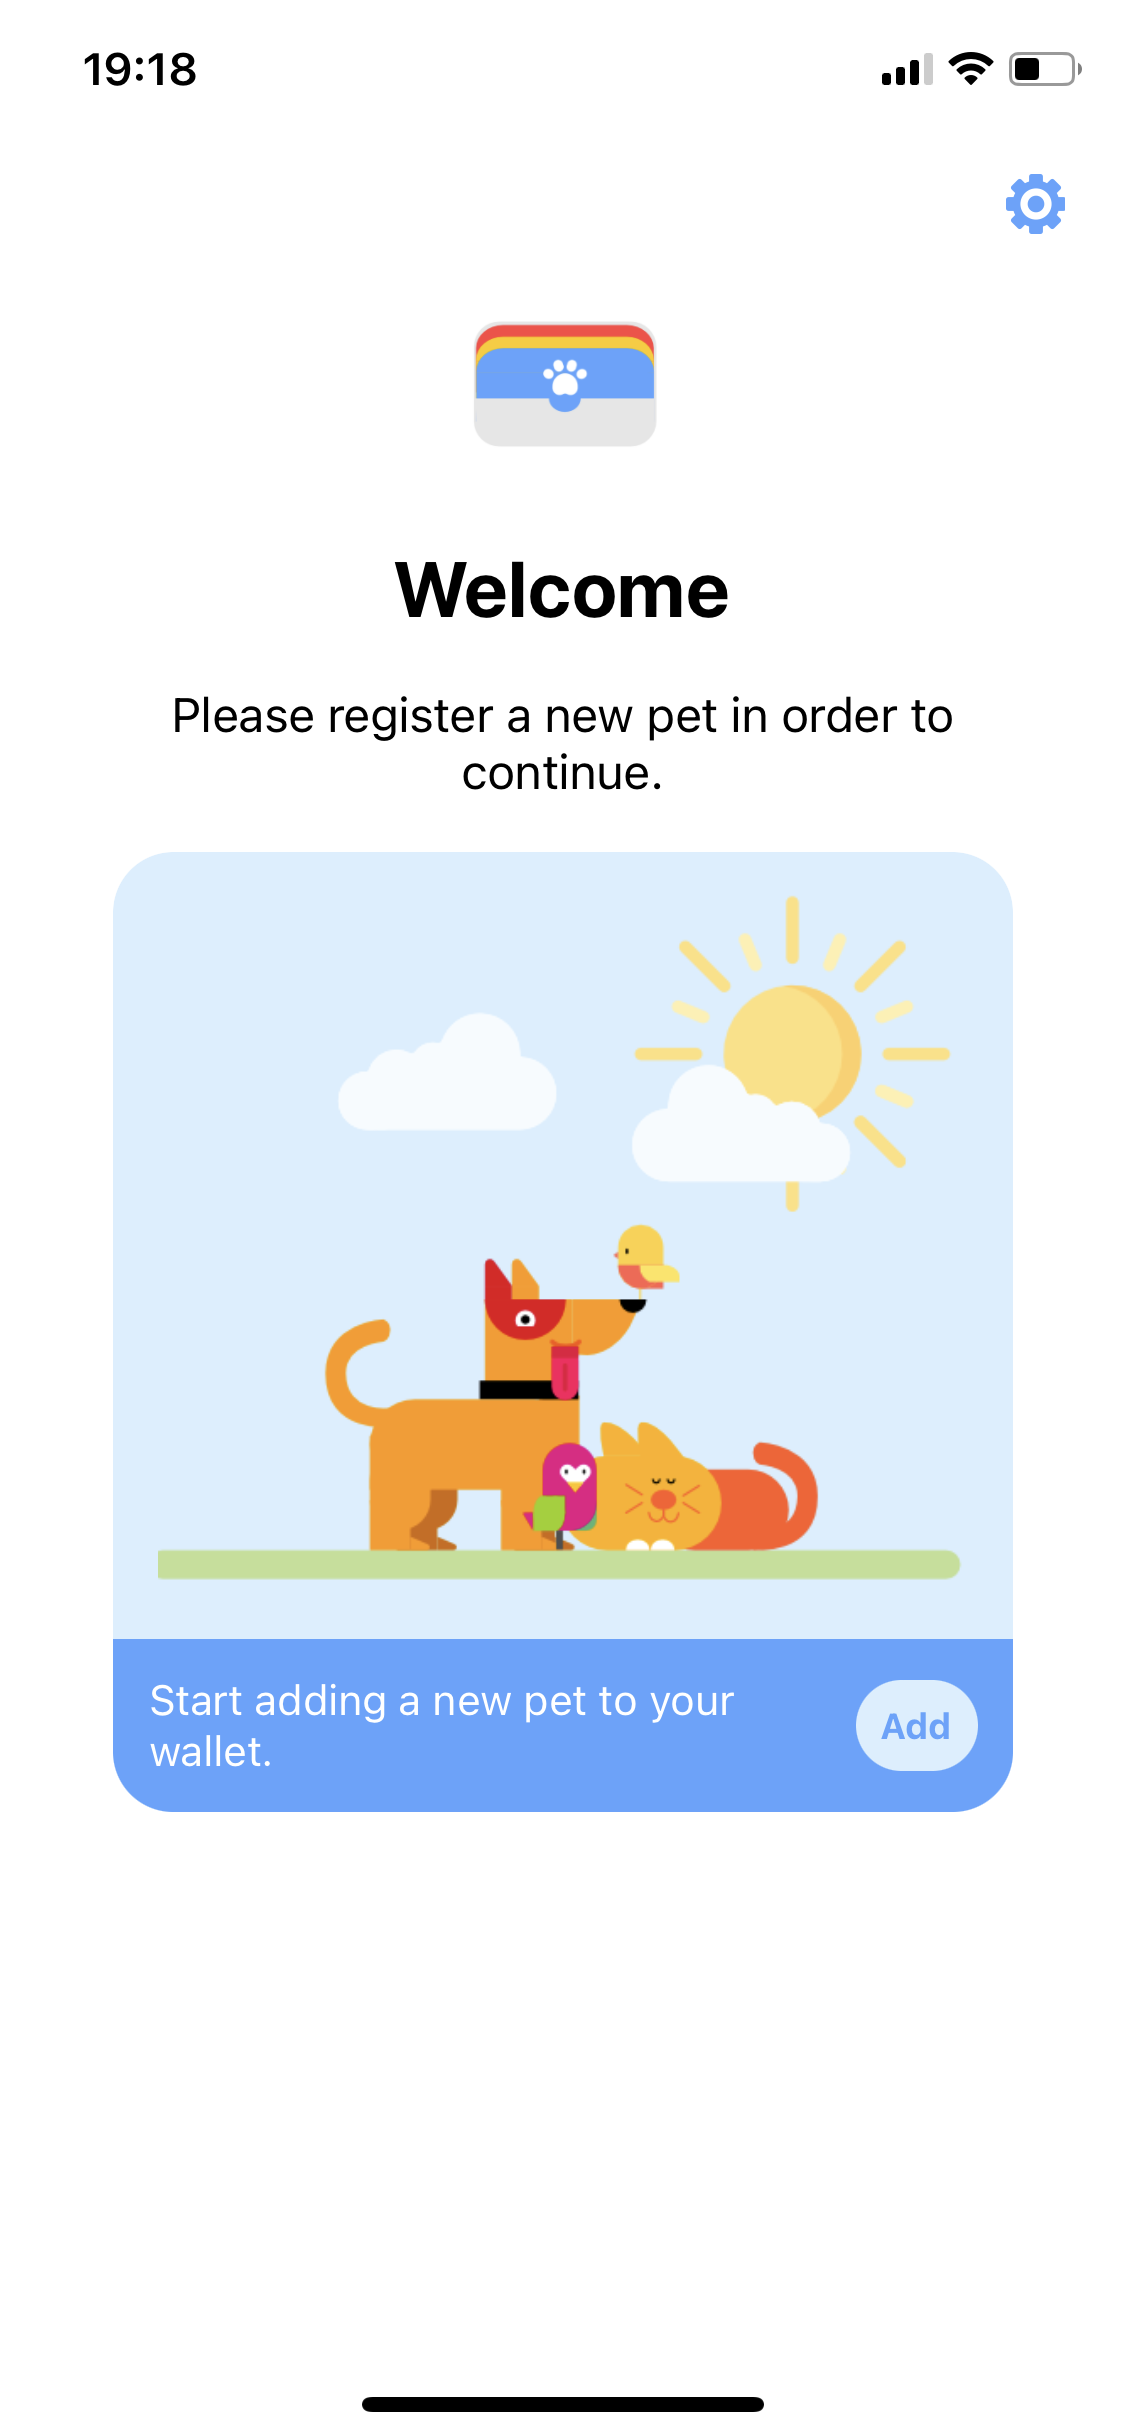 19:18
Welcome
Please register a new pet in order to
continue.
Start adding a new pet to your
wallet.
Add